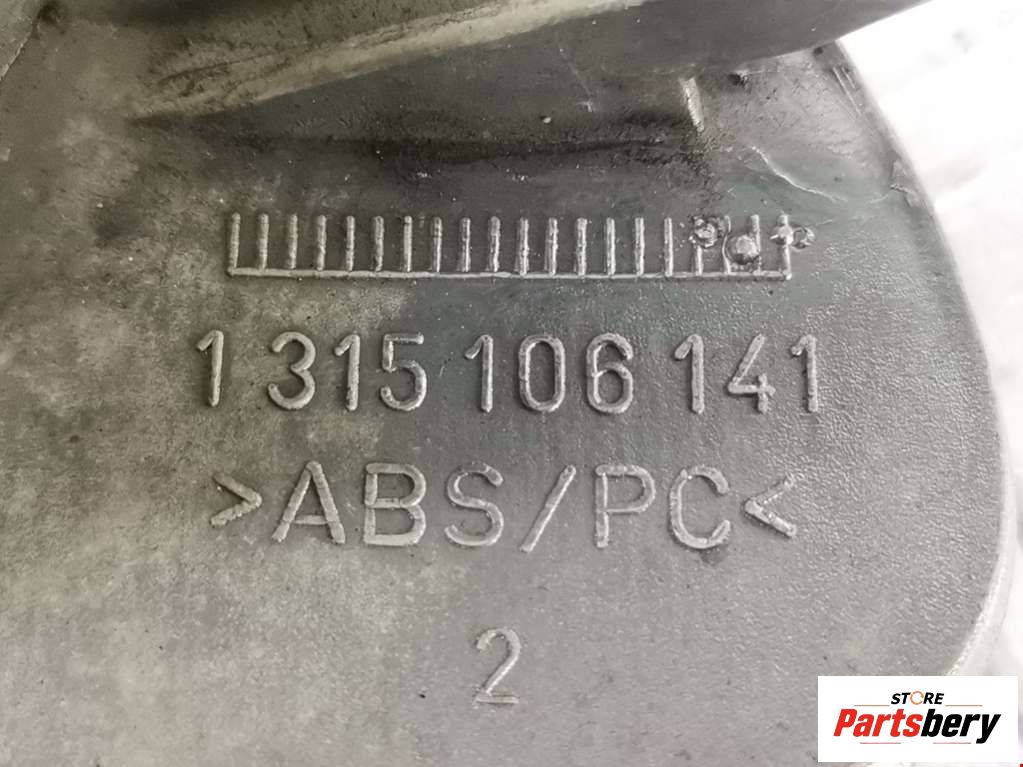 1 315 106 141
>ABS/PC<
2
STORE
Partsbery